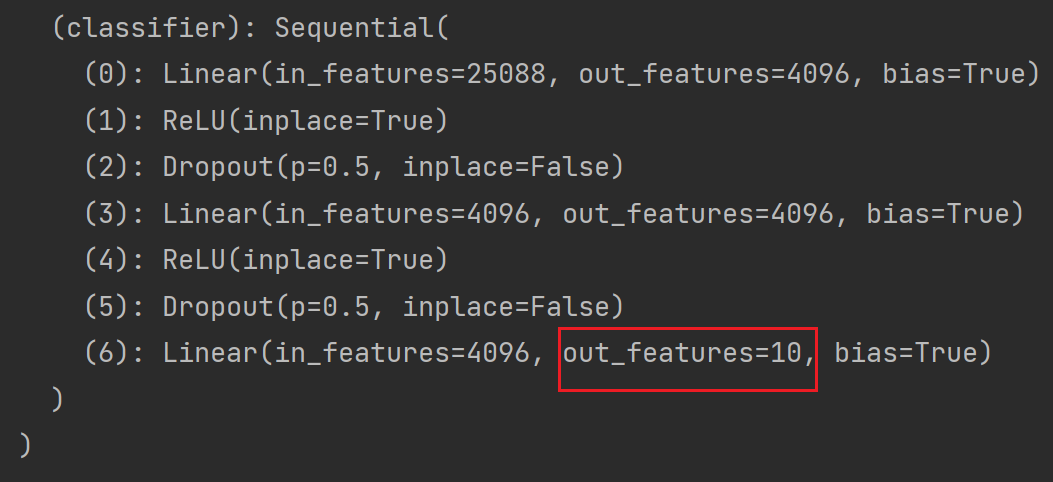 (classifier): Sequential(
(0): Linear(in_features=25088, out_features=4096, bias=True)
(1): ReLU(inplace=True)
(2): Dropout(p=0.5, inplace=False)
(3): Linear(in_features=4096, out_features=4096, bias=True)
(4): ReLU(inplace=True)
(5): Dropout(p=0.5, inplace=False)
(6): Linear(in_features=4096, out_features=10, bias=True)
)
)